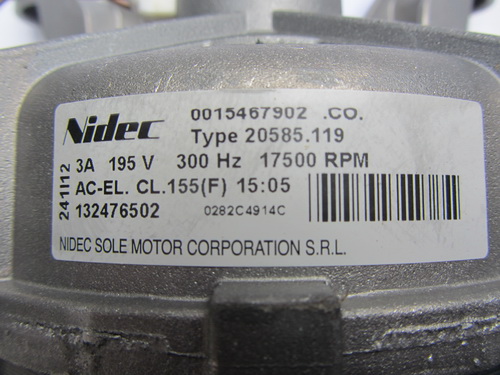 Nidec
0015467902 .CO.
Type 20585.119
3A 195 V 300 Hz 17500 RPM
AC-EL. CL.155(F) 15:05
132476502 0282C4914C
241I12
NIDEC SOLE MOTOR CORPORATION S.R.L.